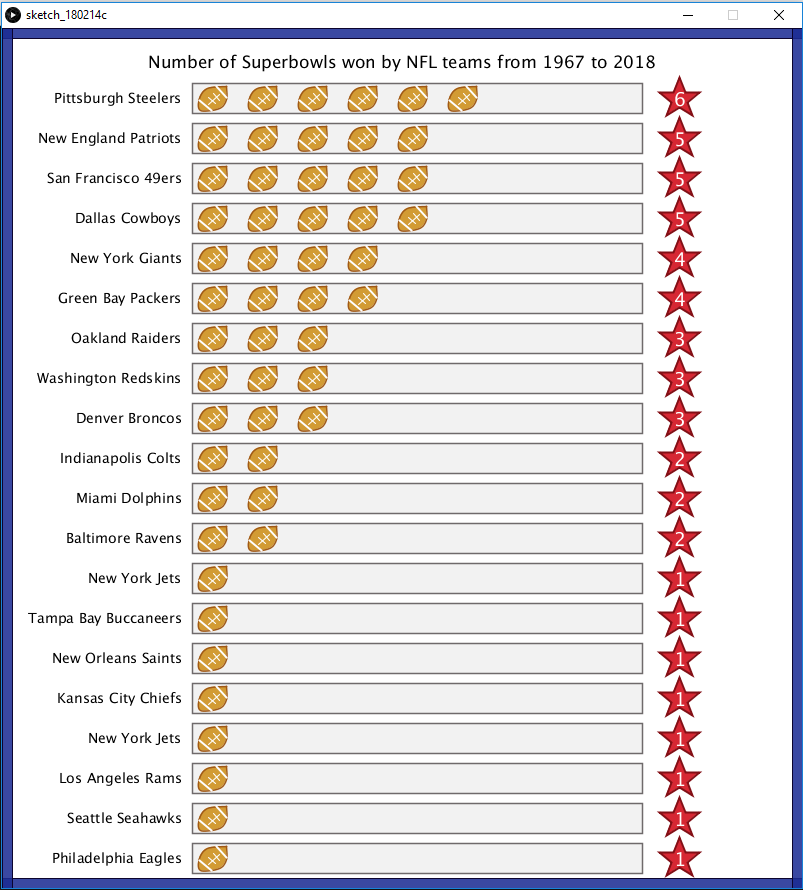 sketch_180214c
Number of Superbowls won by NFL teams from 1967 to 2018
Pittsburgh Steelers 6
New England Patriots 5
San Francisco 49ers 5
Dallas Cowboys 5
New York Giants 4
Green Bay Packers 4
Oakland Raiders 3
Washington Redskins 3
Denver Broncos 3
Indianapolis Colts 2
Miami Dolphins 2
Baltimore Ravens 2
New York Jets 1
Tampa Bay Buccaneers 1
New Orleans Saints 1
Kansas City Chiefs 1
New York Jets 1
Los Angeles Rams 1
Seattle Seahawks 1
Philadelphia Eagles 1